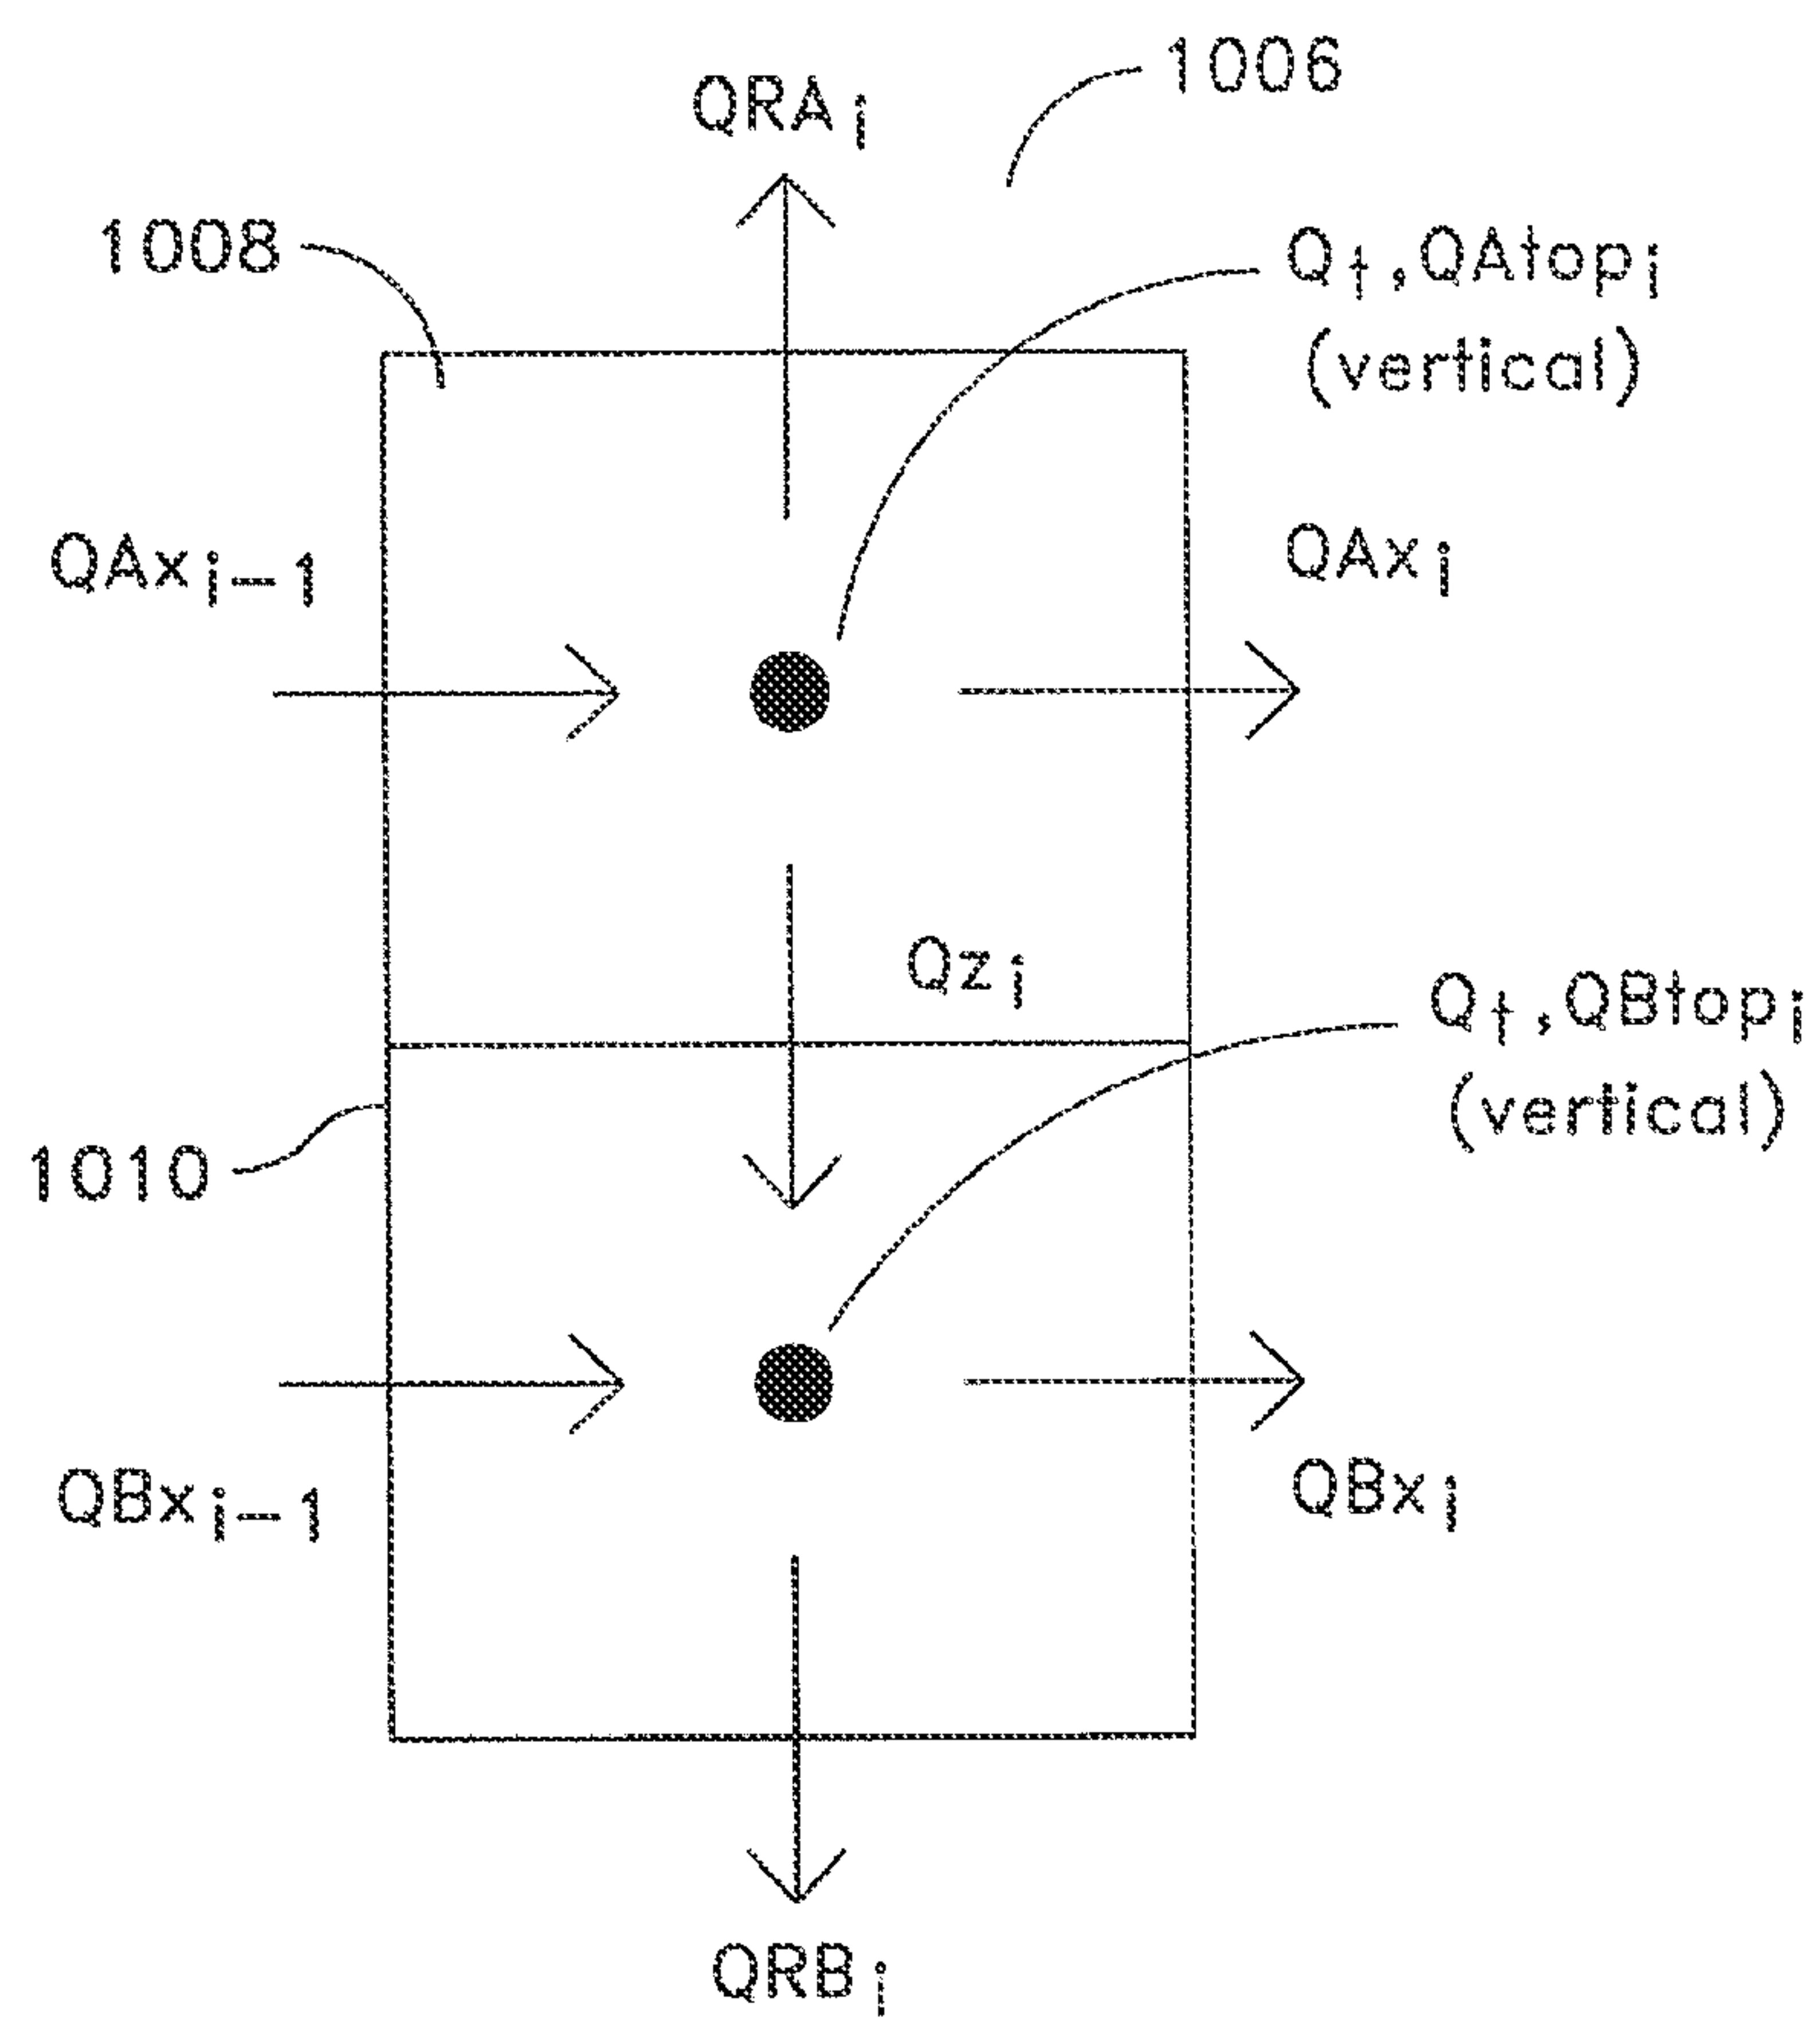 1006
QRA i
1008
Q t , QAtop i
(vertical)
QAx i-1
QAx i
Qz i
Q t , QBtop i
(vertical)
1010
QBx i-1
QBx i
QRB i